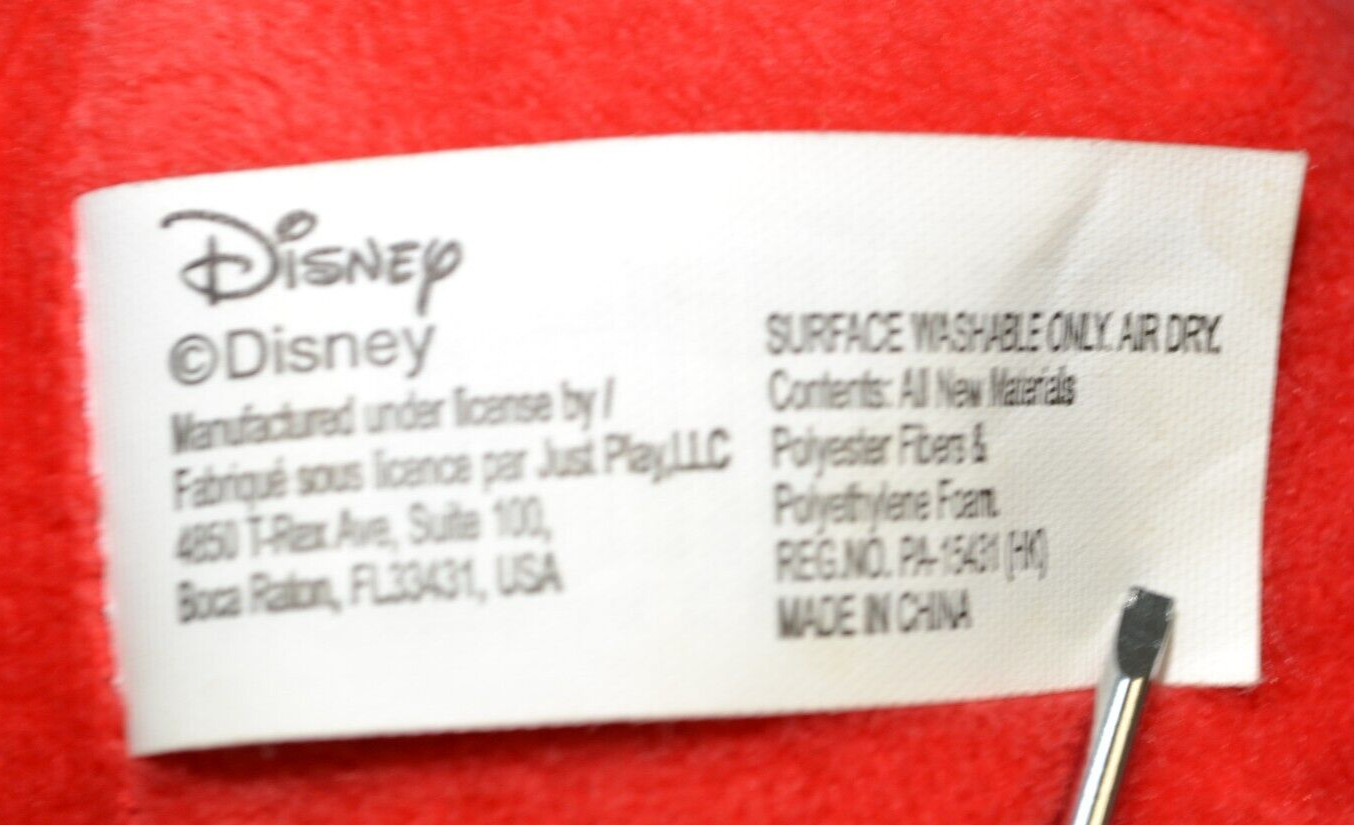 Disney
©Disney
Manufactured under license by /
Fabriqué sous licence par Just Play,LLC
4850 T-Rex Ave, Suite 100,
Boca Raton, FL33431, USA
SURFACE WASHABLE ONLY. AIR DRY.
Contents: All New Materials
Polyester Fibers &
Polyethylene Foam.
REG.NO. PA-15431 (HK)
MADE IN CHINA